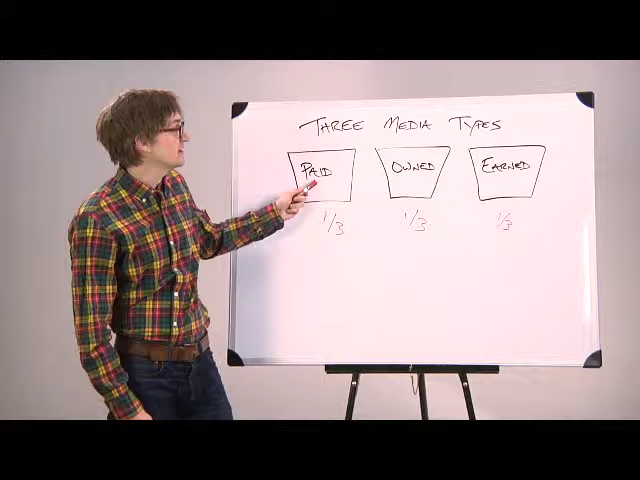 THREE MEDIA TYPES
PAID OWNED EARNED
1/3 1/3 1/3